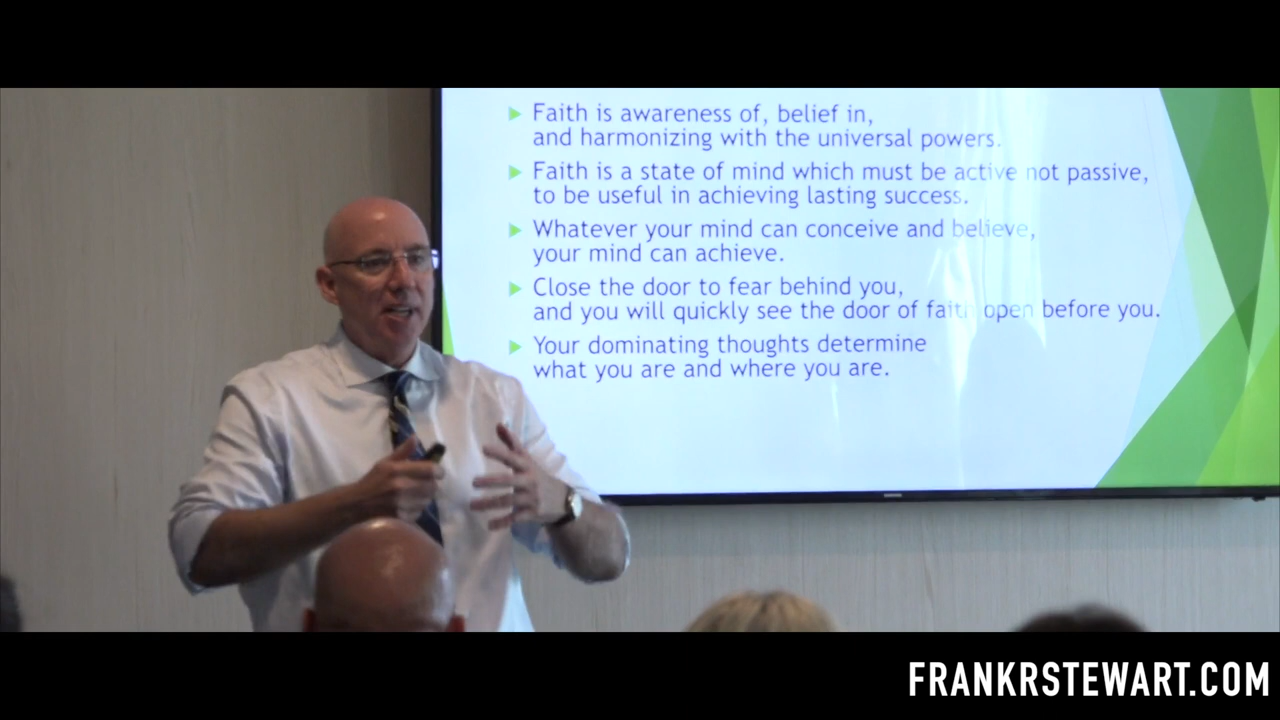 Faith is awareness of, belief in,
and harmonizing with the universal powers.
Faith is a state of mind which must be active not passive,
to be useful in achieving lasting success.
Whatever your mind can conceive and believe,
your mind can achieve.
Close the door to fear behind you,
and you will quickly see the door of faith open before you.
Your dominating thoughts determine
what you are and where you are.
FRANKRSTEWART.COM